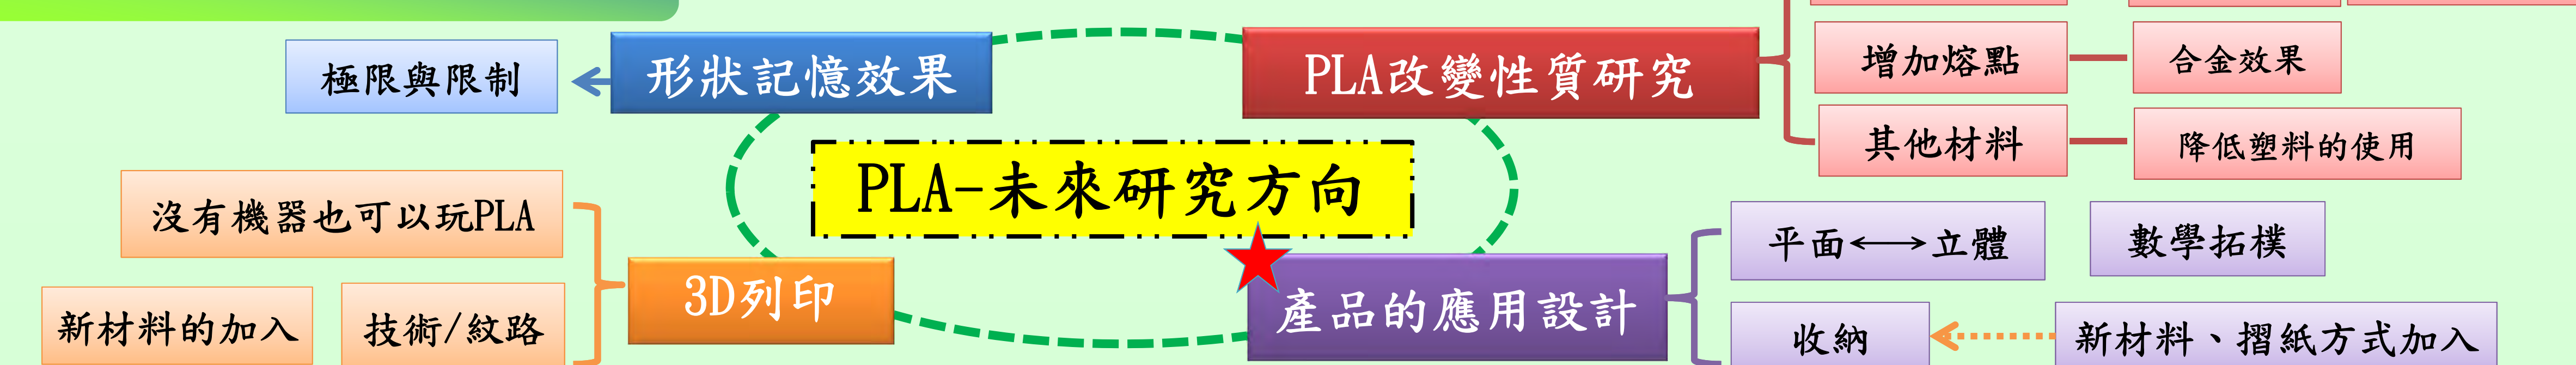 極限與限制
形狀記憶效果
PLA改變性質研究
增加熔點
合金效果
其他材料
降低塑料的使用
PLA-未來研究方向
沒有機器也可以玩PLA
3D列印
新材料的加入
技術/紋路
產品的應用設計
平面⟷立體
數學拓樸
收納
新材料、摺紙方式加入